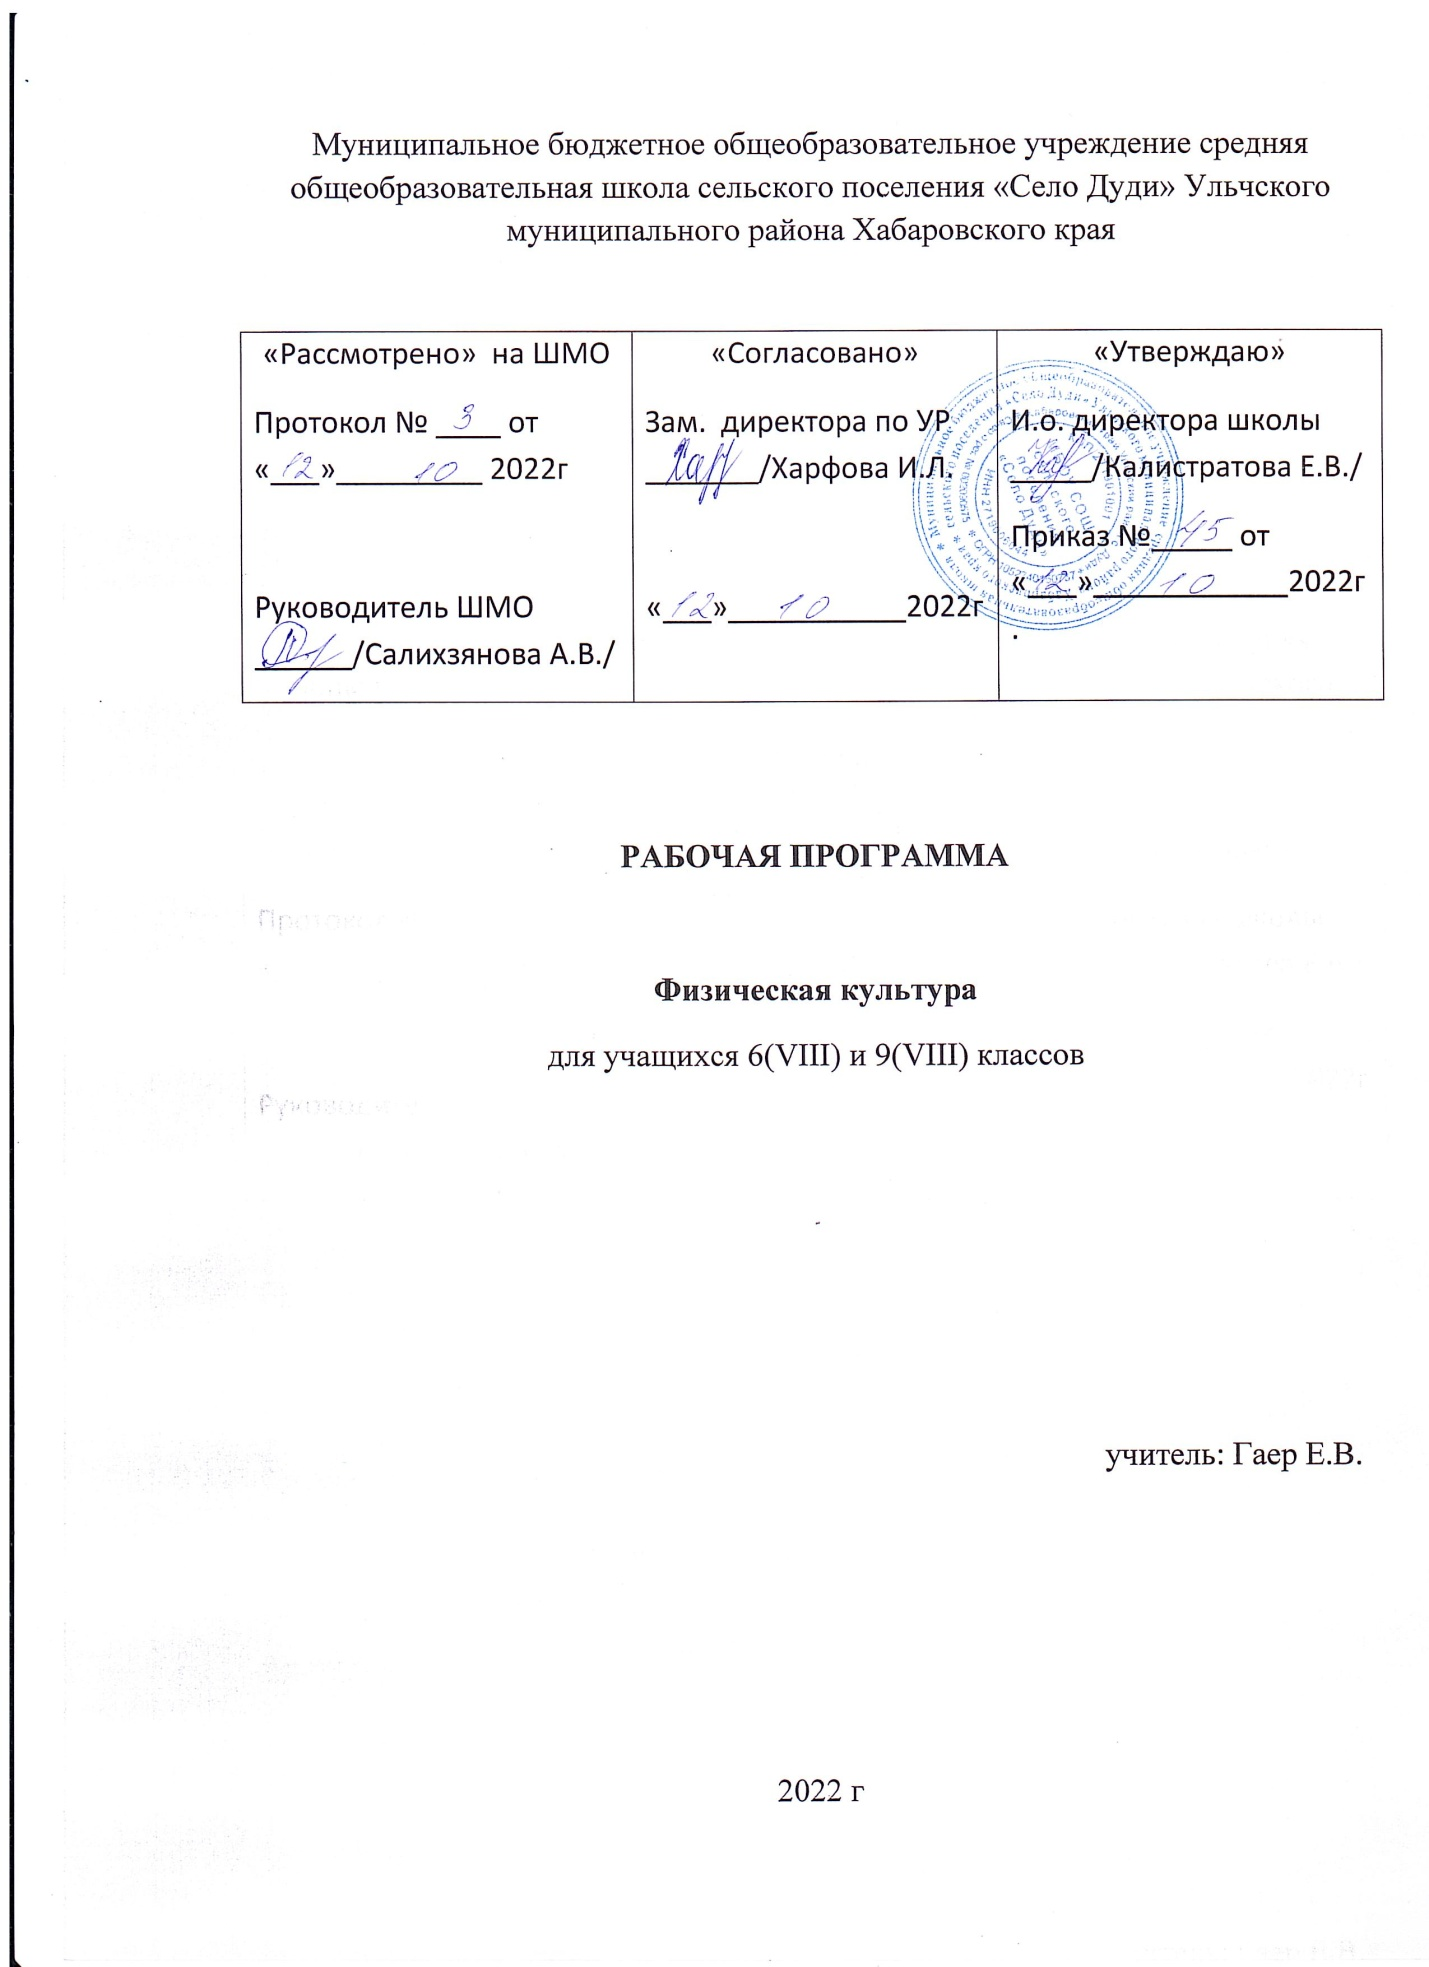 Муниципальное бюджетное общеобразовательное учреждение средняя
общеобразовательная школа сельского поселения «Село Дуди» Ульчского
муниципального района Хабаровского края
«Рассмотрено» на ШМО
Протокол № 3 от
«12» 10 2022г
Руководитель ШМО
/Салихзянова А.В./
«Согласовано»
Зам. директора по УР
/Харфова И.Л.
«12» 10 2022г
«Утверждаю»
И.о. директора школы
/Калистратова Е.В./
Приказ № 45 от
«12» 10 2022г
.
РАБОЧАЯ ПРОГРАММА
Физическая культура
для учащихся 6(VIII) и 9(VIII) классов
учитель: Гаер Е.В.
2022 г